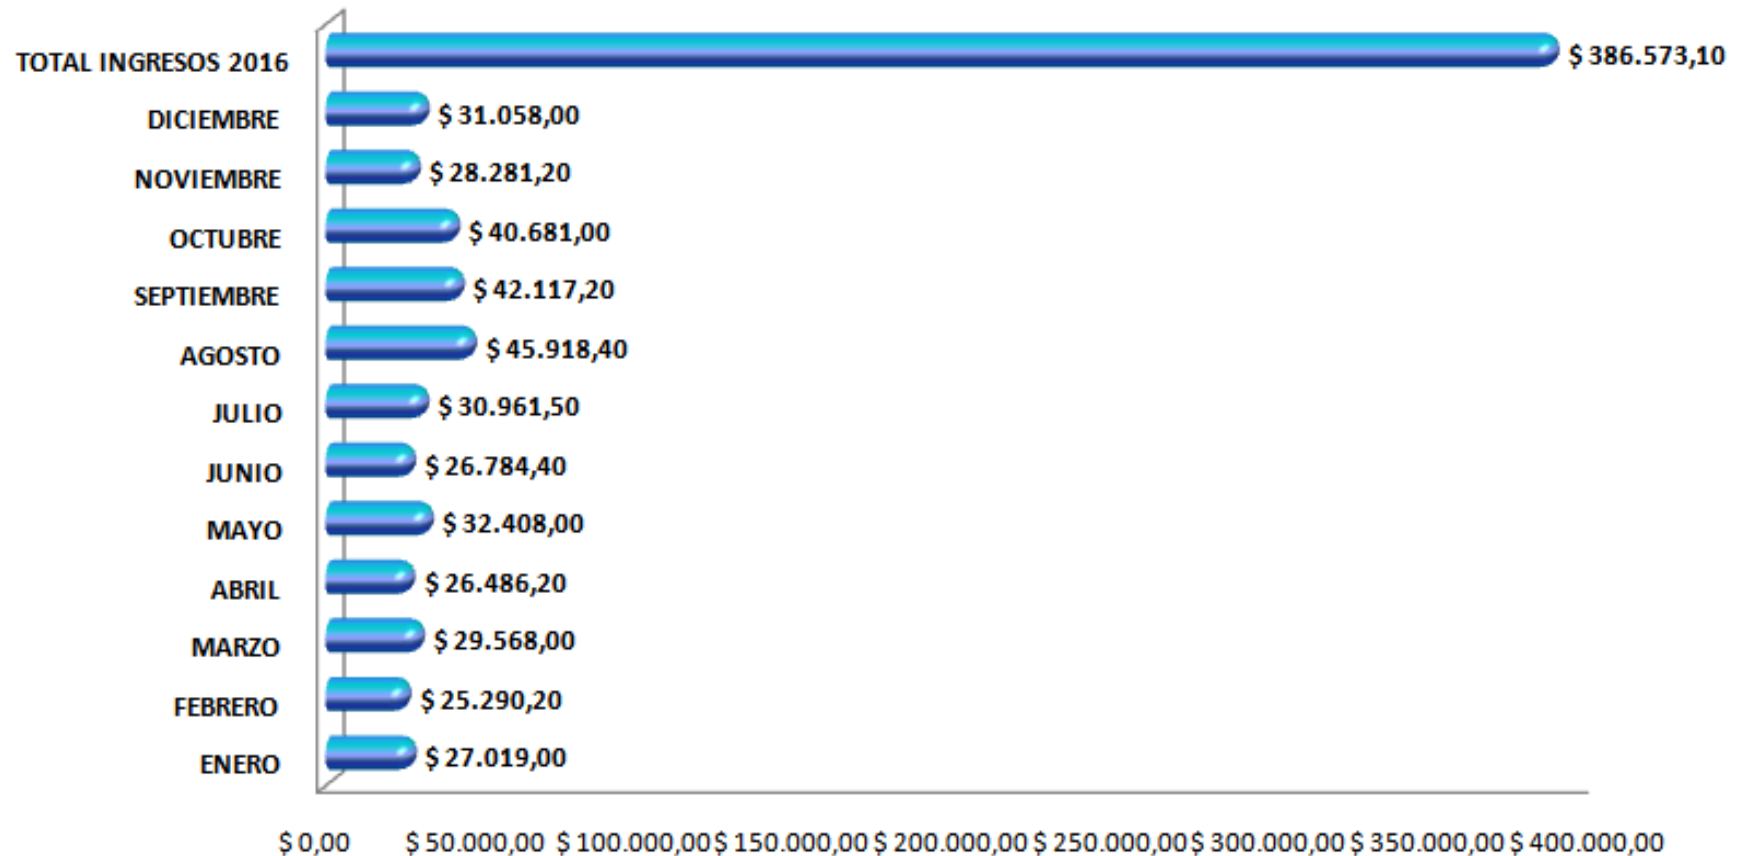 TOTAL INGRESOS 2016 $ 386.573,10
DICIEMBRE $ 31.058,00
NOVIEMBRE $ 28.281,20
OCTUBRE $ 40.681,00
SEPTIEMBRE $ 42.117,20
AGOSTO $ 45.918,40
JULIO $ 30.961,50
JUNIO $ 26.784,40
MAYO $ 32.408,00
ABRIL $ 26.486,20
MARZO $ 29.568,00
FEBRERO $ 25.290,20
ENERO $ 27.019,00
$ 0,00 $ 50.000,00 $ 100.000,00 $ 150.000,00 $ 200.000,00 $ 250.000,00 $ 300.000,00 $ 350.000,00 $ 400.000,00